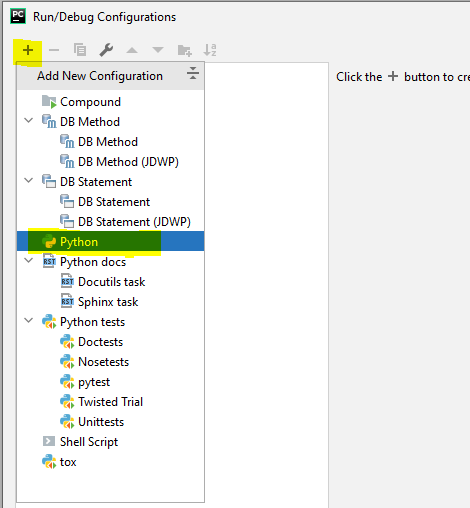 PC
Run/Debug Configurations
Add New Configuration
Click the + button to cre
Compound
DB Method
DB Method
DB Method (JDWP)
DB Statement
DB Statement
DB Statement (JDWP)
Python
Python docs
RST
Docutils task
RST
Sphinx task
RST
Python tests
Doctests
Nosetests
pytest
Twisted Trial
Unittests
Shell Script
tox